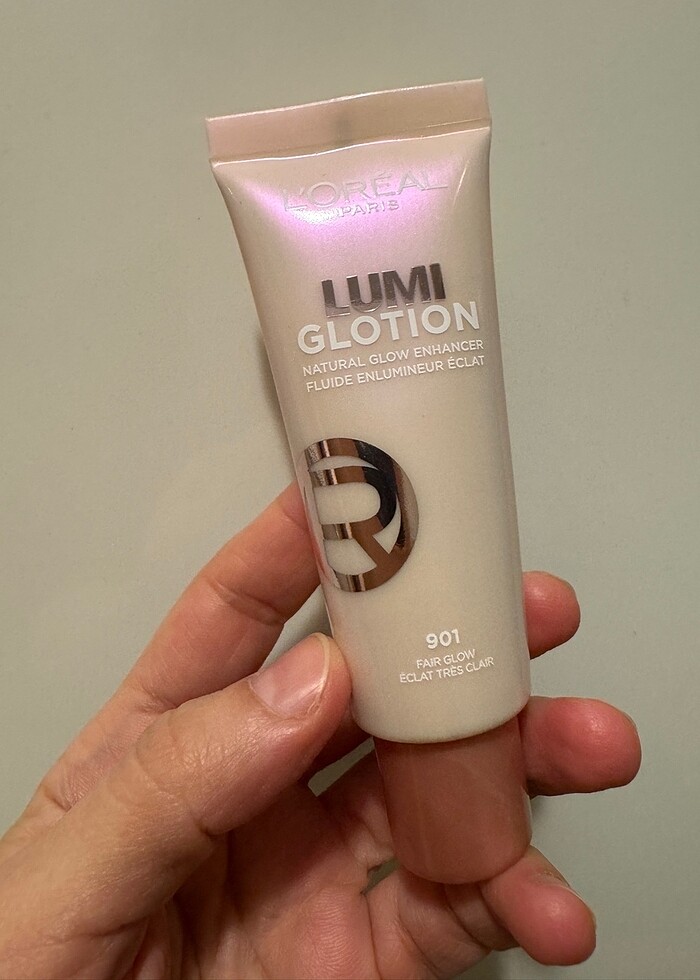 L'ORÉAL
PARIS
LUMI
GLOTION
NATURAL GLOW ENHANCER
FLUIDE ENLUMINEUR ÉCLAT
901
FAIR GLOW
ÉCLAT TRÈS CLAIR